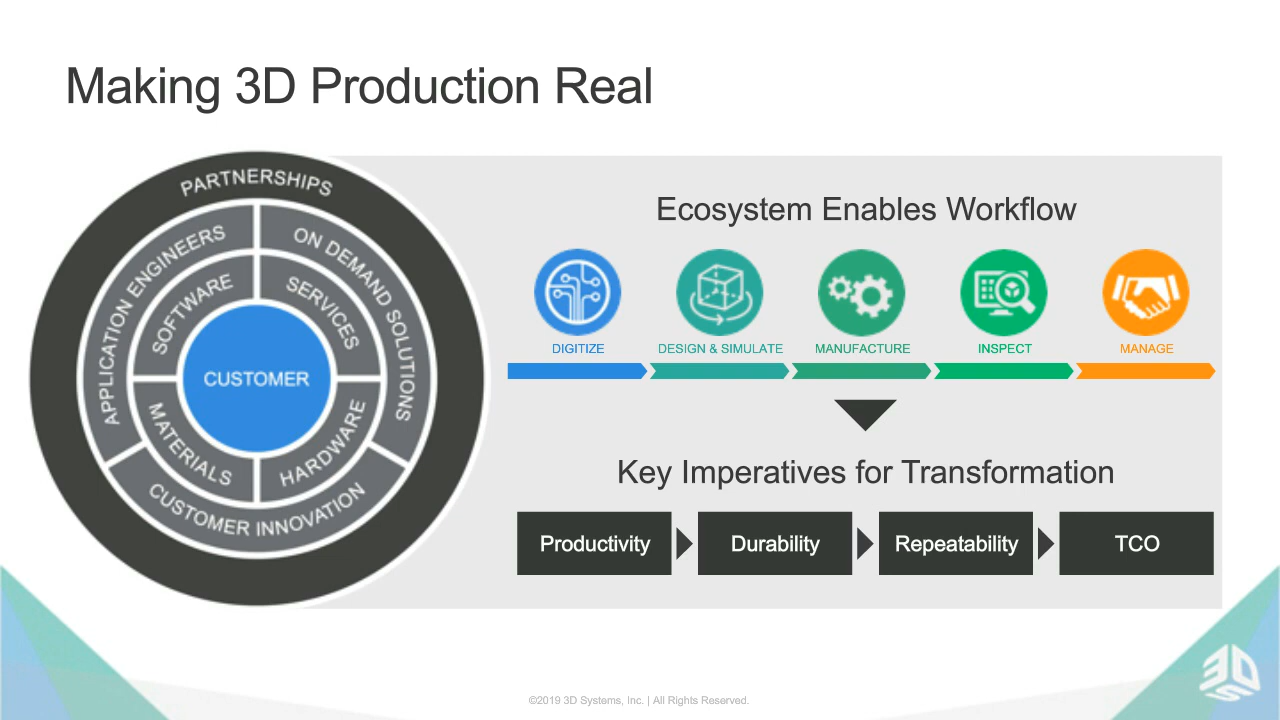 Making 3D Production Real
PARTNERSHIPS
APPLICATION ENGINEERS
ON DEMAND SOLUTIONS
SOFTWARE
SERVICES
CUSTOMER
MATERIALS
HARDWARE
CUSTOMER INNOVATION
Ecosystem Enables Workflow
DIGITIZE
DESIGN & SIMULATE
MANUFACTURE
INSPECT
MANAGE
Key Imperatives for Transformation
Productivity
Durability
Repeatability
TCO
©2019 3D Systems, Inc. | All Rights Reserved.
3DS